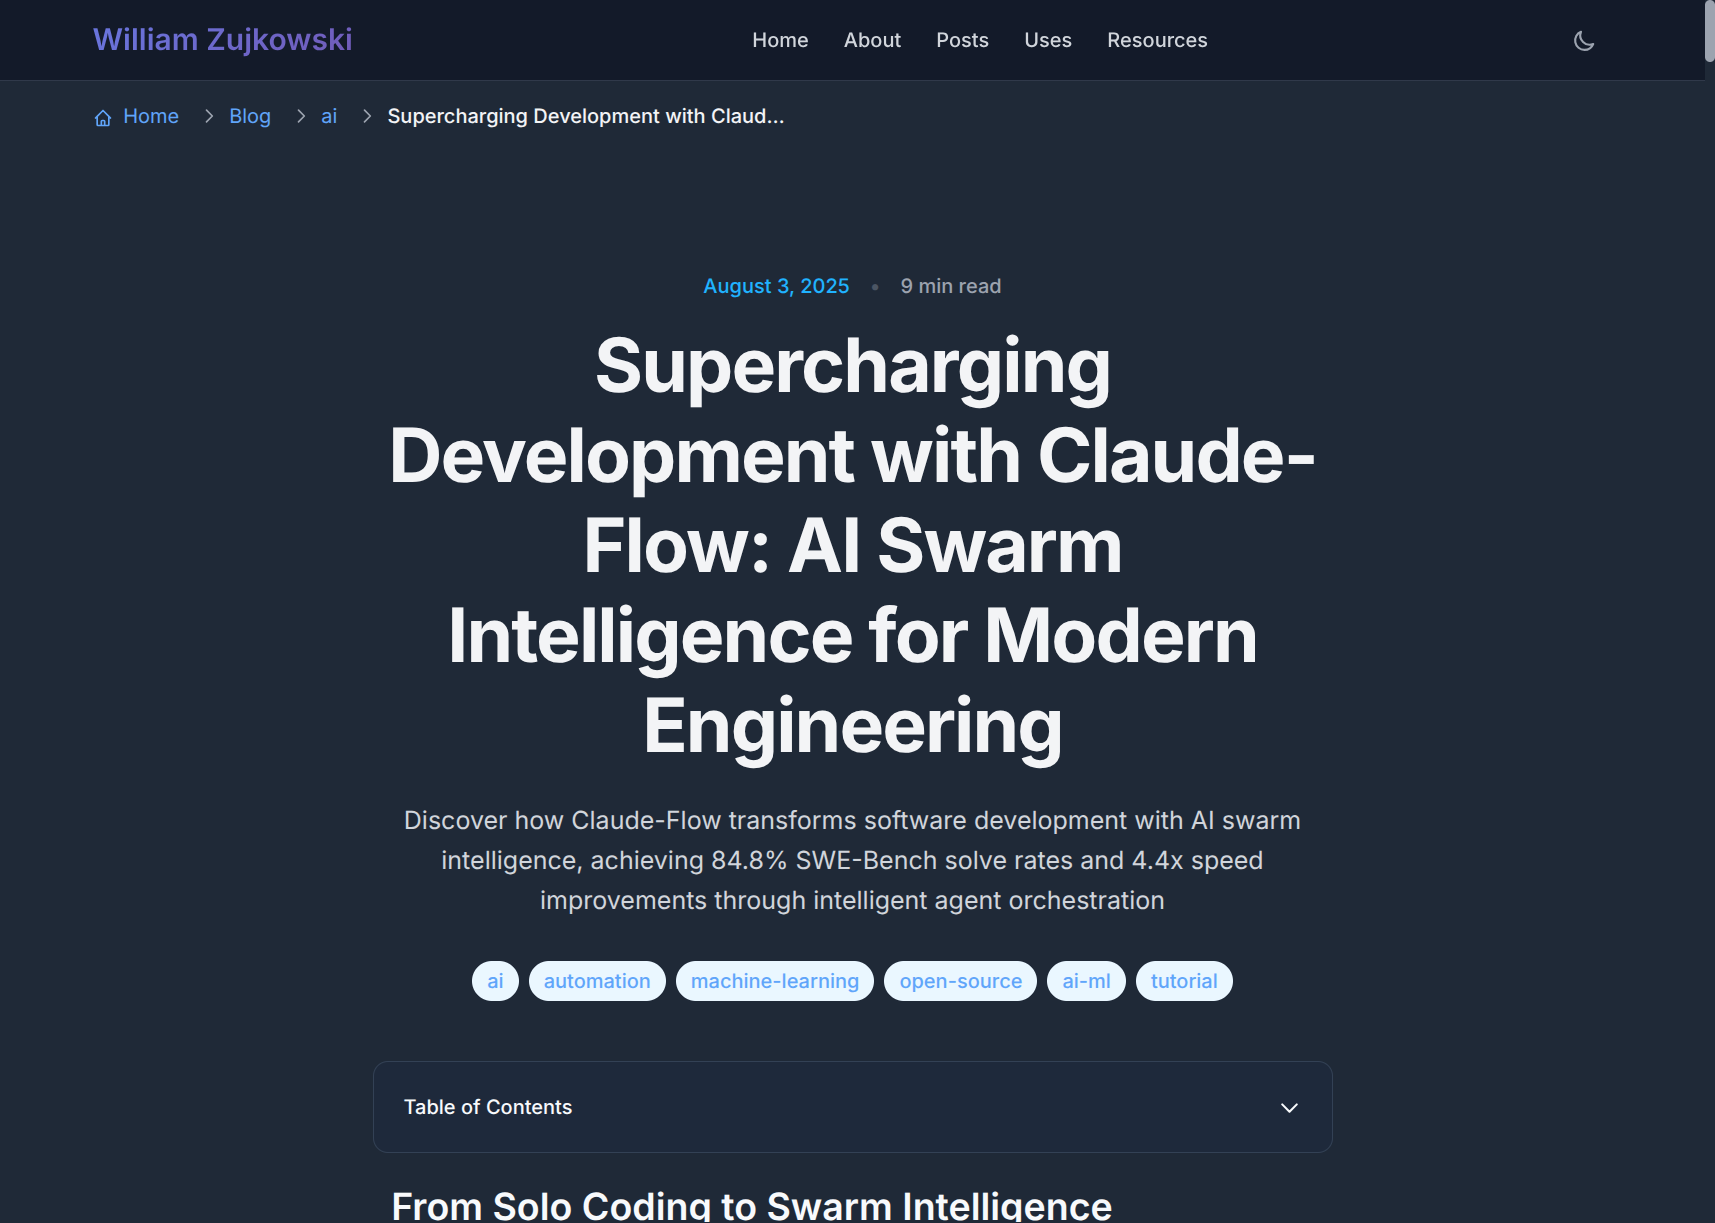 William Zujkowski
Home About Posts Uses Resources
Home > Blog > ai > Supercharging Development with Claud...
August 3, 2025 • 9 min read
Supercharging
Development with Claude-
Flow: AI Swarm
Intelligence for Modern
Engineering
Discover how Claude-Flow transforms software development with AI swarm
intelligence, achieving 84.8% SWE-Bench solve rates and 4.4x speed
improvements through intelligent agent orchestration
ai automation machine-learning open-source ai-ml tutorial
Table of Contents
From Solo Coding to Swarm Intelligence